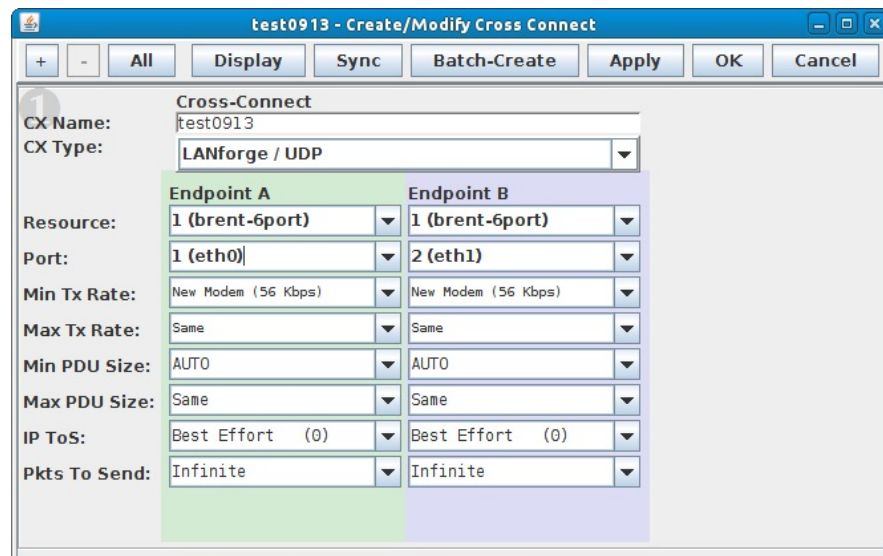 test0913 - Create/Modify Cross Connect
+ - All Display Sync Batch-Create Apply OK Cancel
1
Cross-Connect
CX Name: test0913
CX Type: LANforge / UDP
Endpoint A Endpoint B
Resource: 1 (brent-6port) 1 (brent-6port)
Port: 1 (eth0) 2 (eth1)
Min Tx Rate: New Modem (56 Kbps) New Modem (56 Kbps)
Max Tx Rate: Same Same
Min PDU Size: AUTO AUTO
Max PDU Size: Same Same
IP ToS: Best Effort (0) Best Effort (0)
Pkts To Send: Infinite Infinite